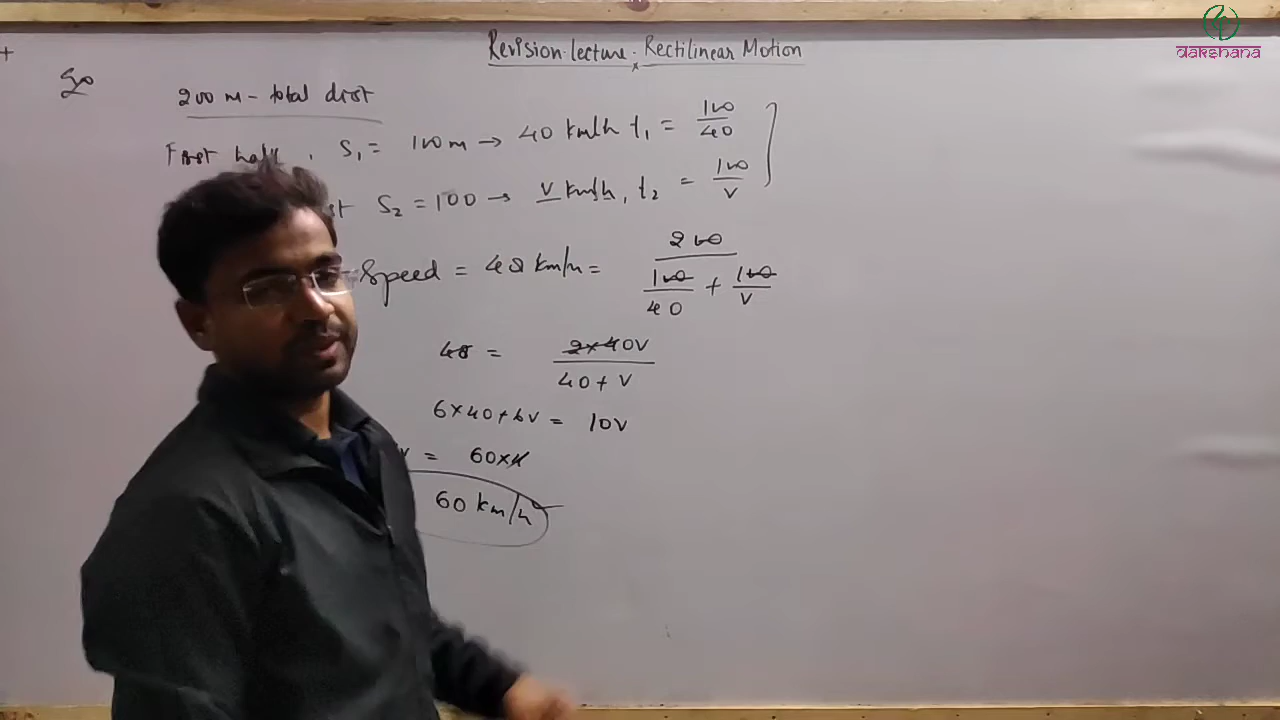 dakshana
Revision lecture. Rectilinear Motion
Sol
200 m - total dist
First half, S₁ = 100 m → 40 km/h t₁ = 100/40
S₂ = 100 → v km/h, t₂ = 100/v
Speed = 48 km/h = 200/(100/40 + 100/v)
48 = 2×40v/(40 + v)
6×40 + 6v = 10v
v = 60×4
60 km/h